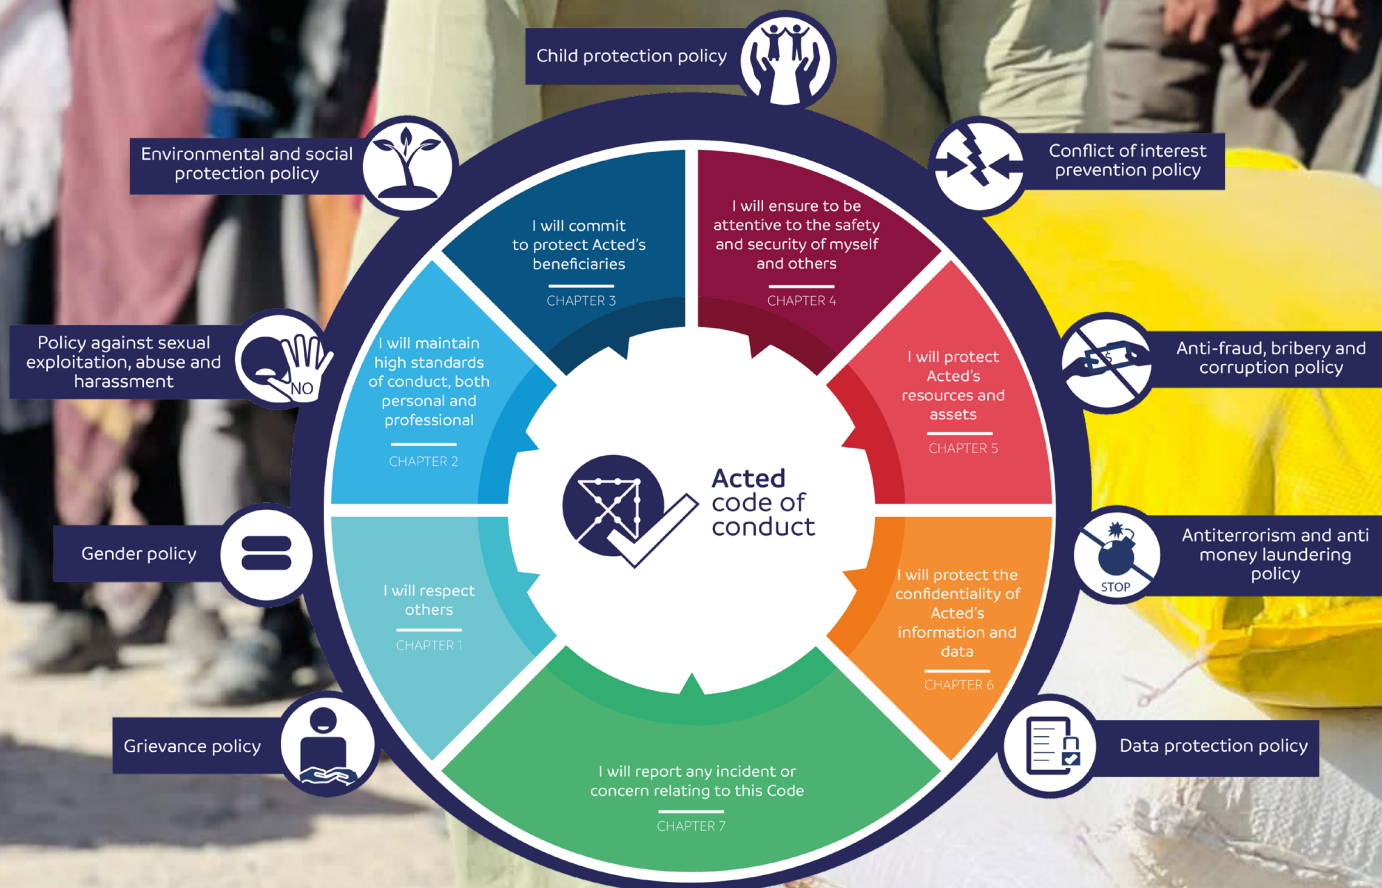 Child protection policy
Environmental and social
protection policy
Conflict of interest
prevention policy
Policy against sexual
exploitation, abuse and
harassment
NO
Anti-fraud, bribery and
corruption policy
$
Gender policy
Antiterrorism and anti
money laundering
policy
STOP
Grievance policy
Data protection policy
I will commit
to protect Acted's
beneficiaries
CHAPTER 3
I will ensure to be
attentive to the safety
and security of myself
and others
CHAPTER 4
I will maintain
high standards
of conduct, both
personal and
professional
CHAPTER 2
I will protect
Acted's
resources and
assets
CHAPTER 5
Acted
code of
conduct
I will respect
others
CHAPTER 1
I will protect the
confidentiality of
Acted's
information and
data
CHAPTER 6
I will report any incident or
concern relating to this Code
CHAPTER 7